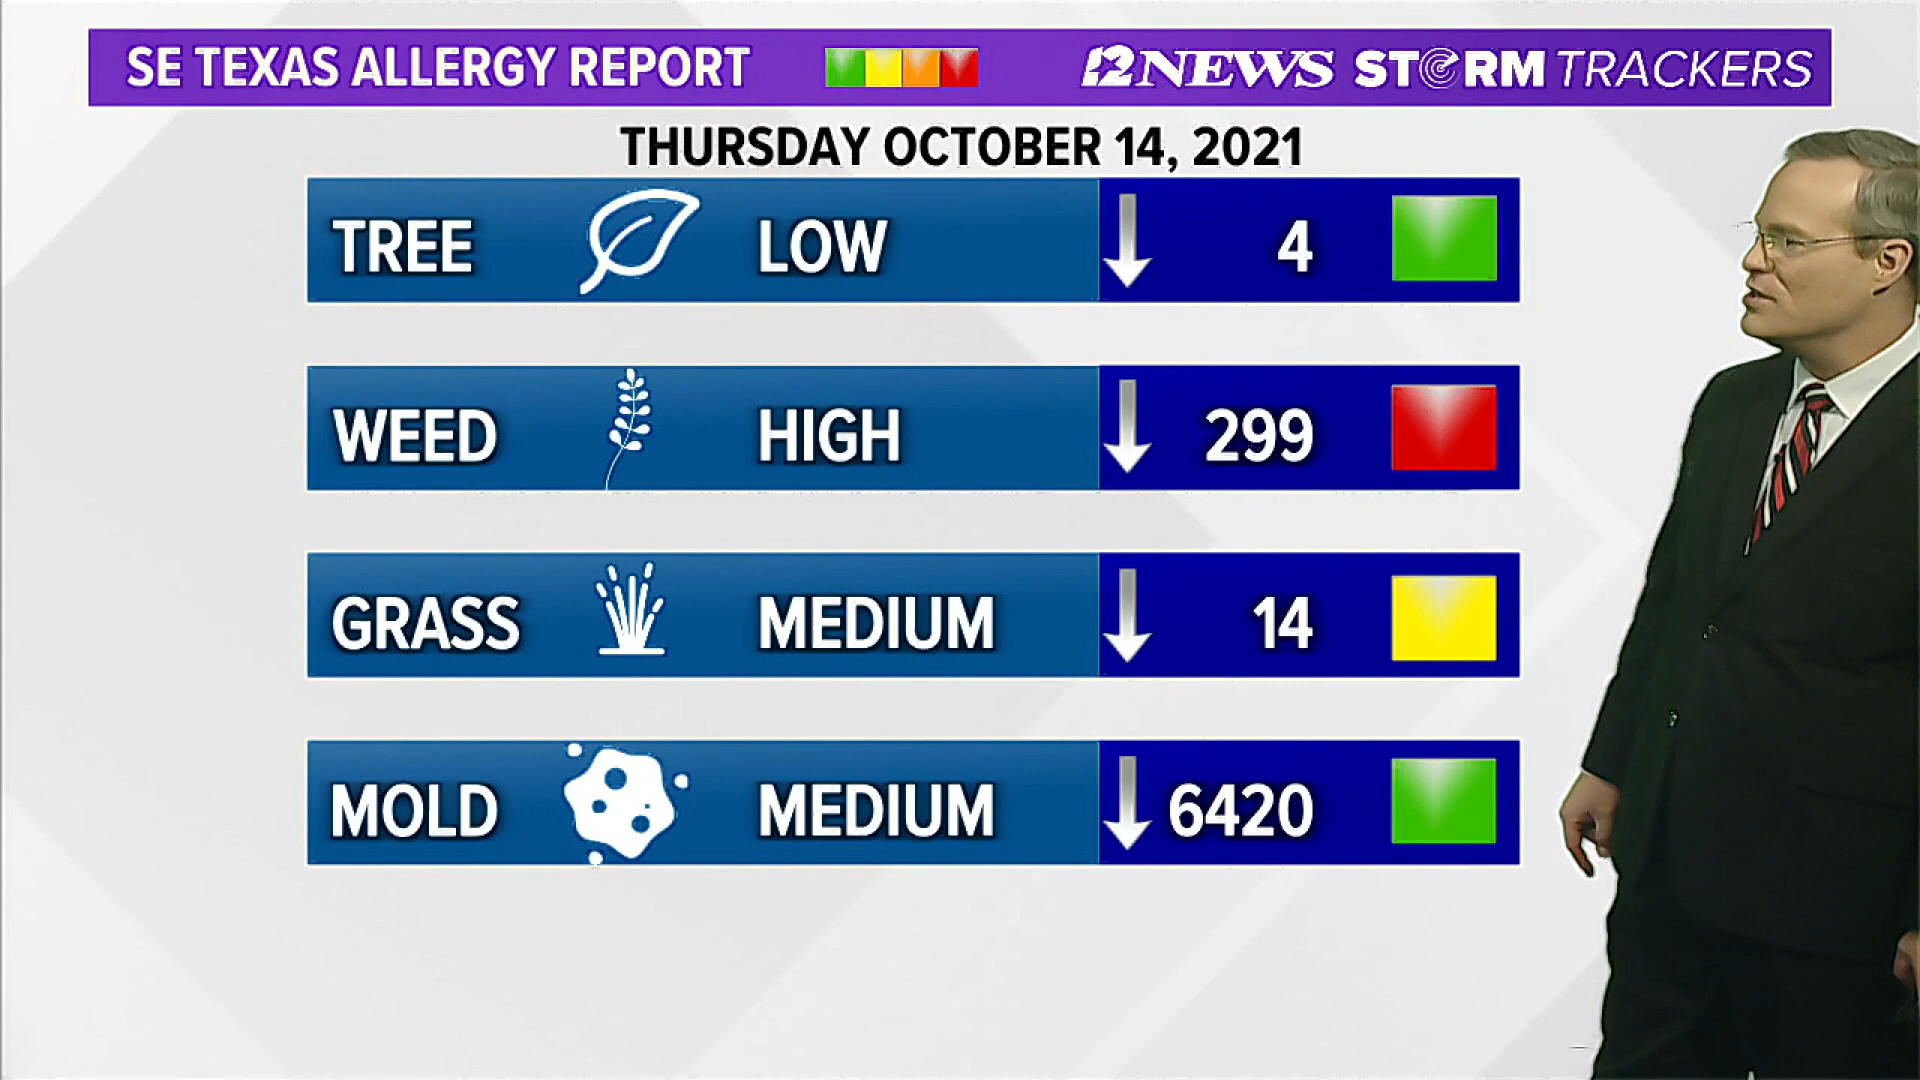 SE TEXAS ALLERGY REPORT 12NEWS STORM TRACKERS
THURSDAY OCTOBER 14, 2021
TREE LOW 4
WEED HIGH 299
GRASS MEDIUM 14
MOLD MEDIUM 6420